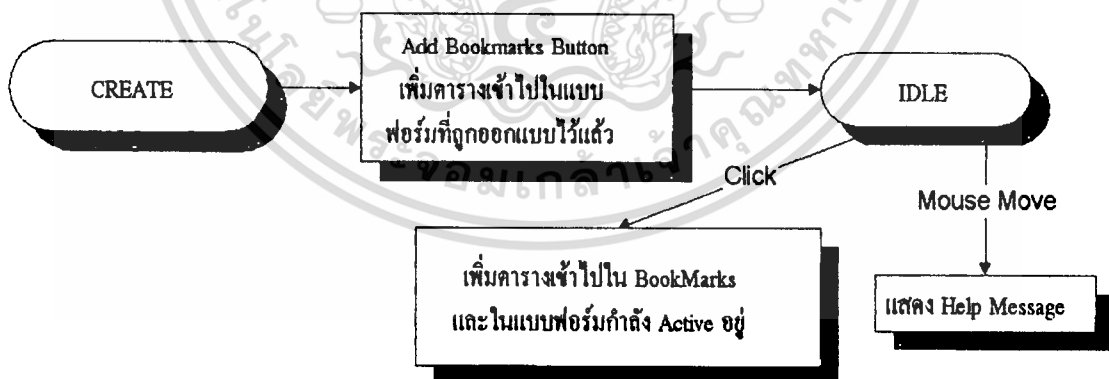 CREATE
Add Bookmarks Button
เพิ่มตารางเข้าไปในแบบ
ฟอร์มที่ถูกออกแบบไว้แล้ว
IDLE
Click
Mouse Move
เพิ่มตารางเข้าไปใน BookMarks
และในแบบฟอร์มกำลัง Active อยู่
แสดง Help Message